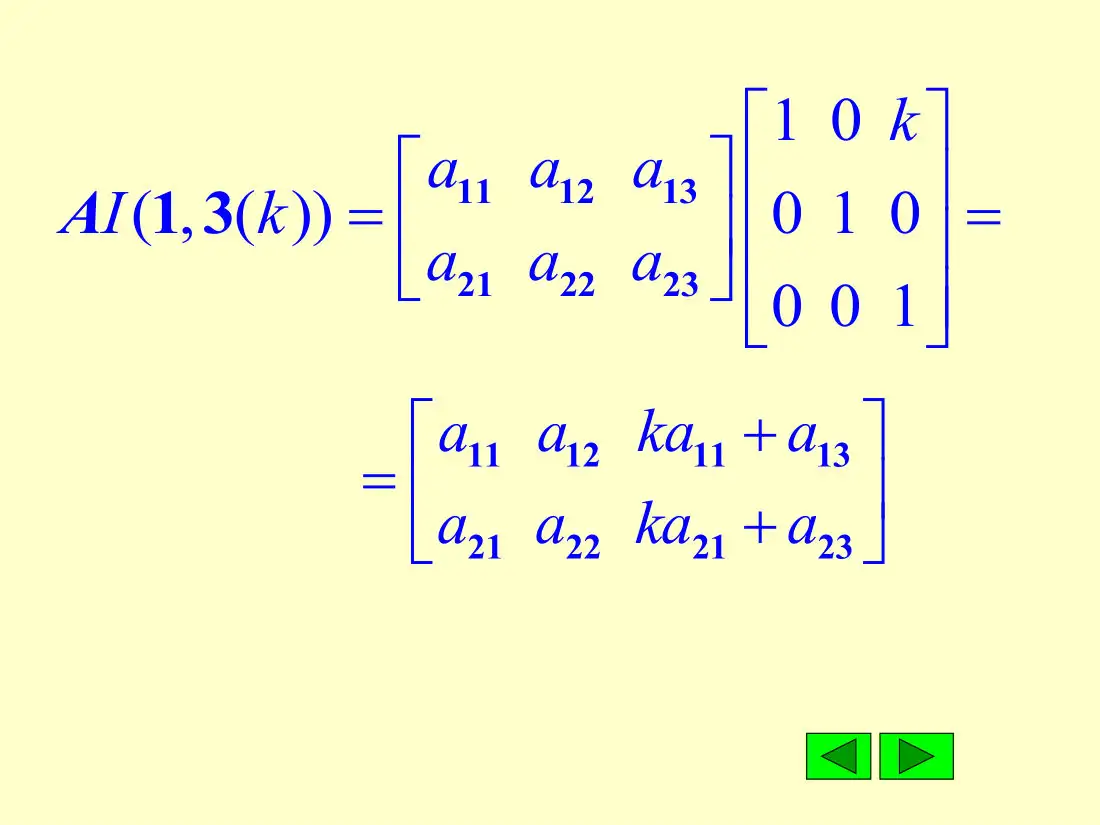 AI(1,3(k)) = [a11 a12 a13; a21 a22 a23] [1 0 k; 0 1 0; 0 0 1] =
= [a11 a12 ka11 + a13; a21 a22 ka21 + a23]